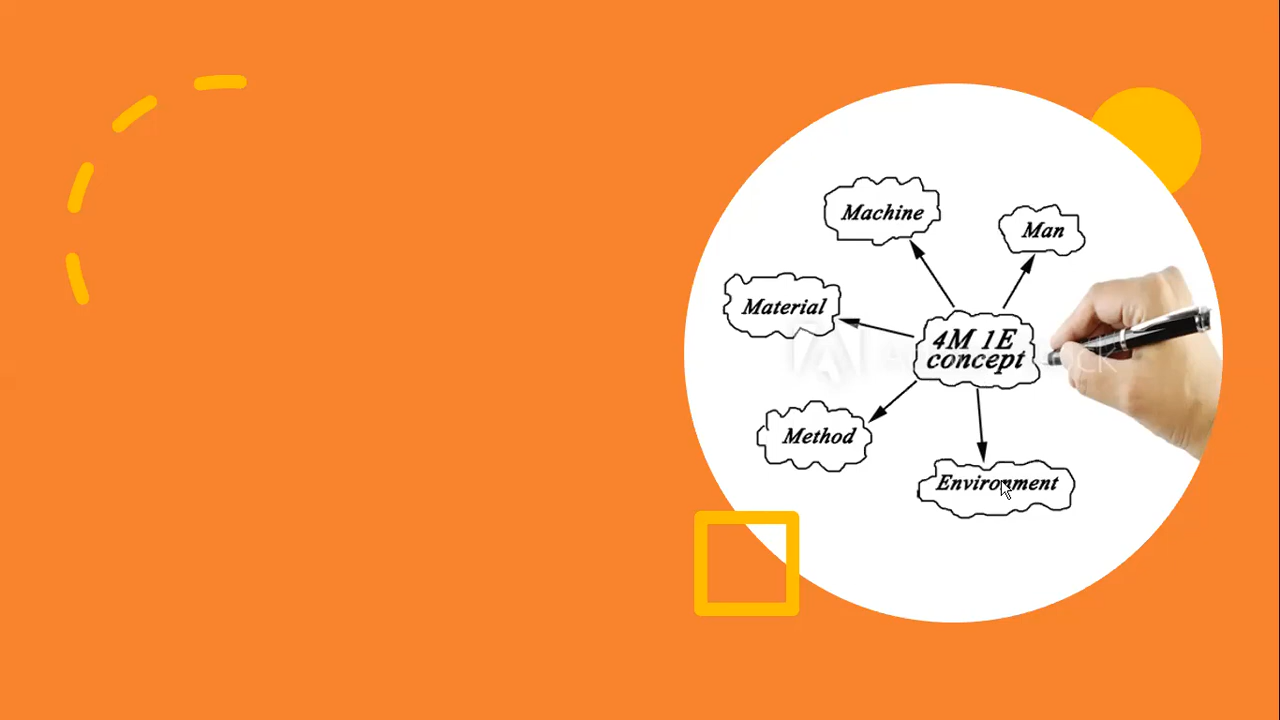 Machine
Man
Material
4M 1E
concept
Method
Environment